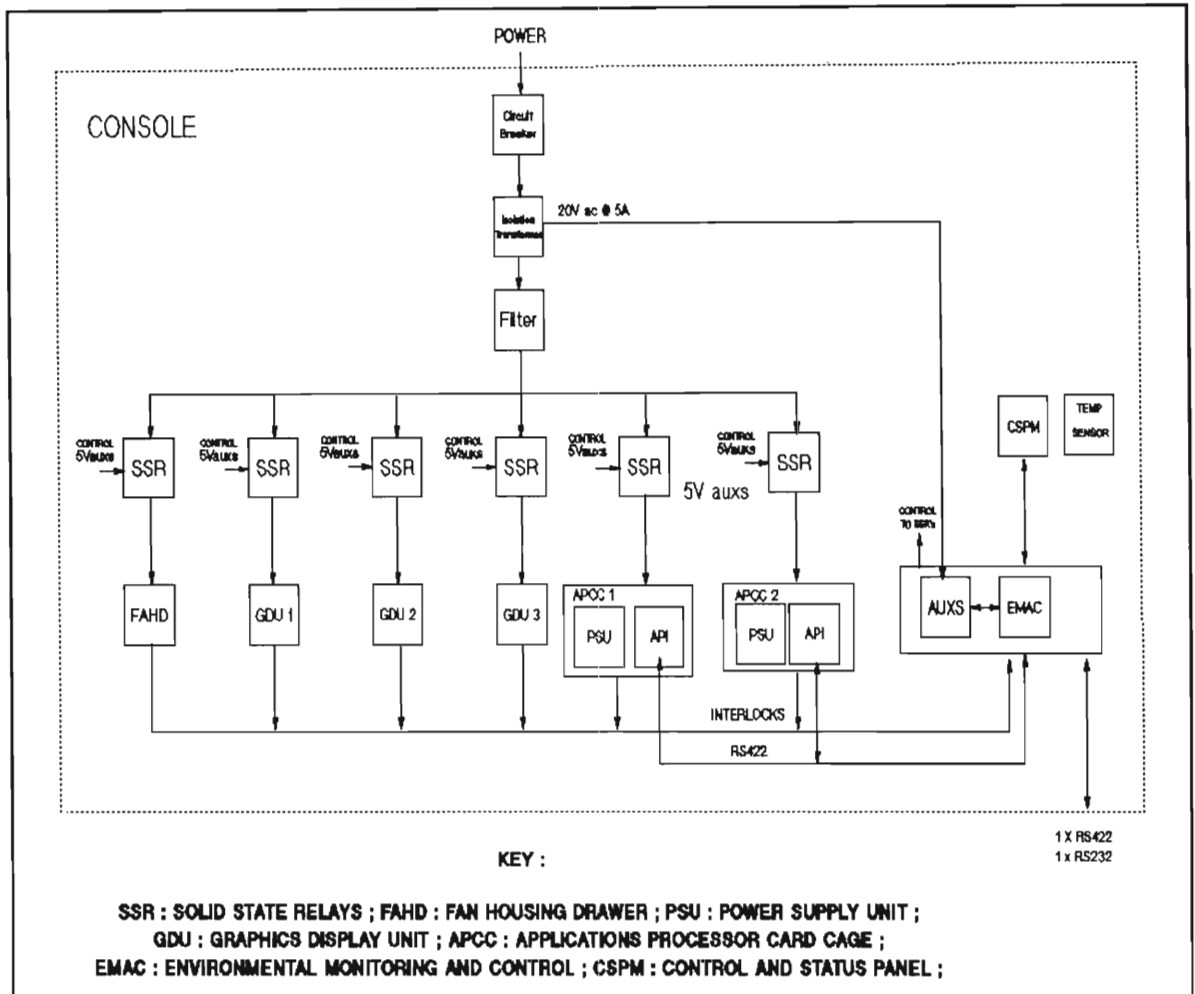 POWER
CONSOLE
Circuit
Breaker
Isolation
Transformer
20V ac @ 5A
Filter
CONTROL
5Vauxs
SSR
CONTROL
5Vauxs
SSR
CONTROL
5Vauxs
SSR
CONTROL
5Vauxs
SSR
CONTROL
5Vauxs
SSR
CONTROL
5Vauxs
SSR
5V auxs
CSPM
TEMP
SENSOR
CONTROL
TO SSR's
FAHD
GDU 1
GDU 2
GDU 3
APCC 1
PSU
API
APCC 2
PSU
API
AUXS
EMAC
INTERLOCKS
RS422
1 X RS422
1 x RS232
KEY :
SSR : SOLID STATE RELAYS ; FAHD : FAN HOUSING DRAWER ; PSU : POWER SUPPLY UNIT ;
GDU : GRAPHICS DISPLAY UNIT ; APCC : APPLICATIONS PROCESSOR CARD CAGE ;
EMAC : ENVIRONMENTAL MONITORING AND CONTROL ; CSPM : CONTROL AND STATUS PANEL ;